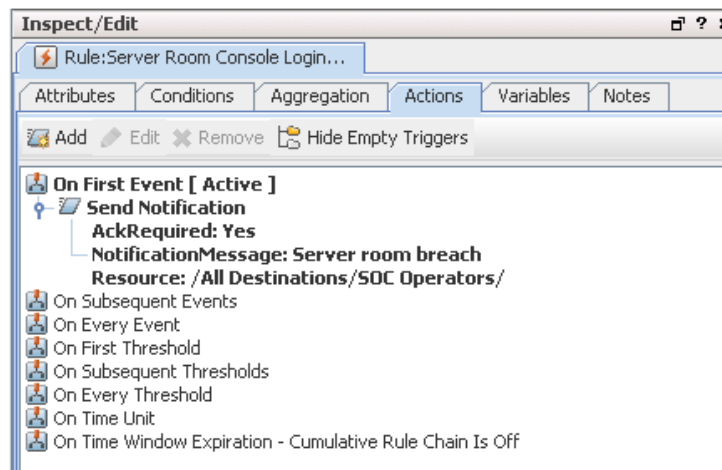 Inspect/Edit
Rule:Server Room Console Login...
Attributes Conditions Aggregation Actions Variables Notes
Add Edit Remove Hide Empty Triggers
On First Event [ Active ]
Send Notification
AckRequired: Yes
NotificationMessage: Server room breach
Resource: /All Destinations/SOC Operators/
On Subsequent Events
On Every Event
On First Threshold
On Subsequent Thresholds
On Every Threshold
On Time Unit
On Time Window Expiration - Cumulative Rule Chain Is Off